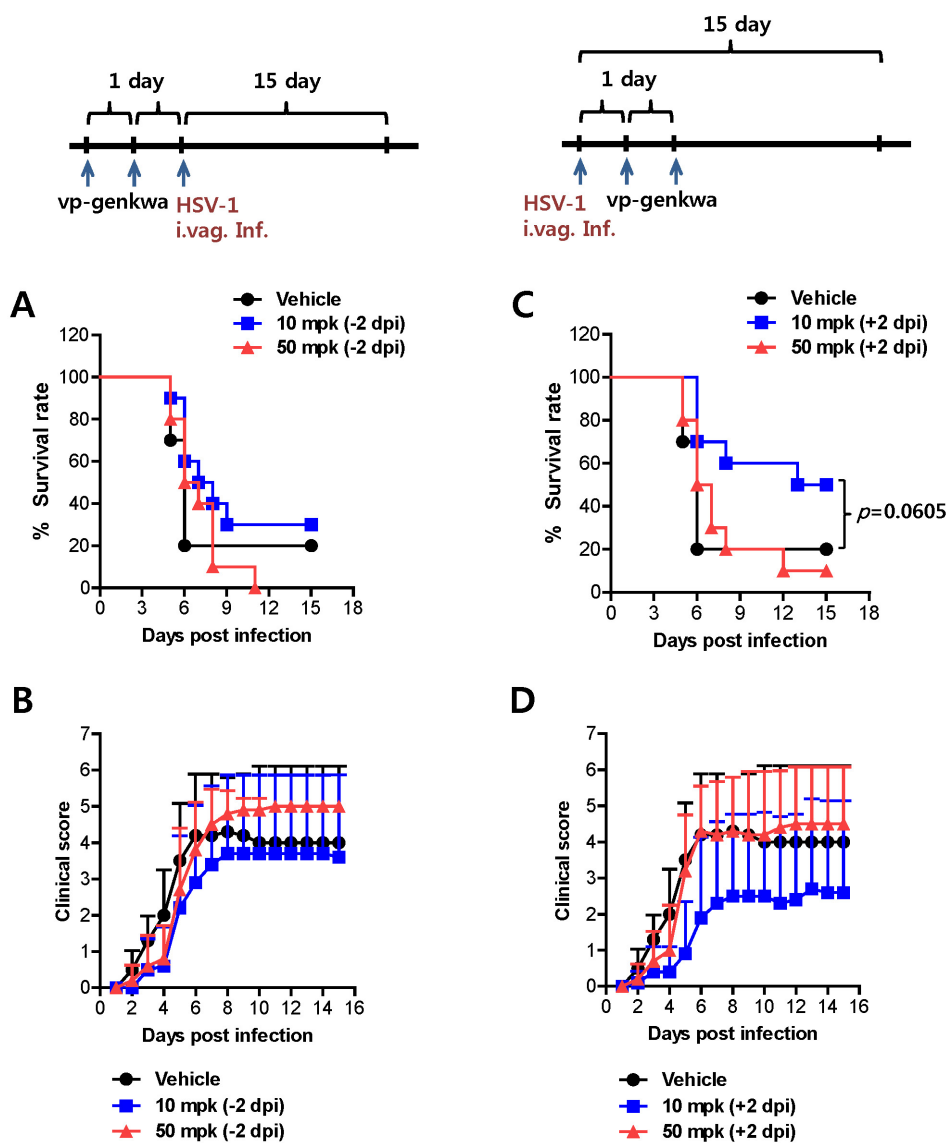 15 day
1 day
15 day
1 day
vp-genkwa
HSV-1
i.vag. Inf.
HSV-1
i.vag. Inf.
vp-genkwa
A
Vehicle
10 mpk (-2 dpi)
50 mpk (-2 dpi)
120
100
80
60
40
20
0
% Survival rate
0 3 6 9 12 15 18
Days post infection
C
Vehicle
10 mpk (+2 dpi)
50 mpk (+2 dpi)
120
100
80
60
40
20
0
% Survival rate
p=0.0605
0 3 6 9 12 15 18
Days post infection
B
7
6
5
4
3
2
1
0
Clinical score
0 2 4 6 8 10 12 14 16
Days post infection
Vehicle
10 mpk (-2 dpi)
50 mpk (-2 dpi)
D
7
6
5
4
3
2
1
0
Clinical score
0 2 4 6 8 10 12 14 16
Days post infection
Vehicle
10 mpk (+2 dpi)
50 mpk (+2 dpi)